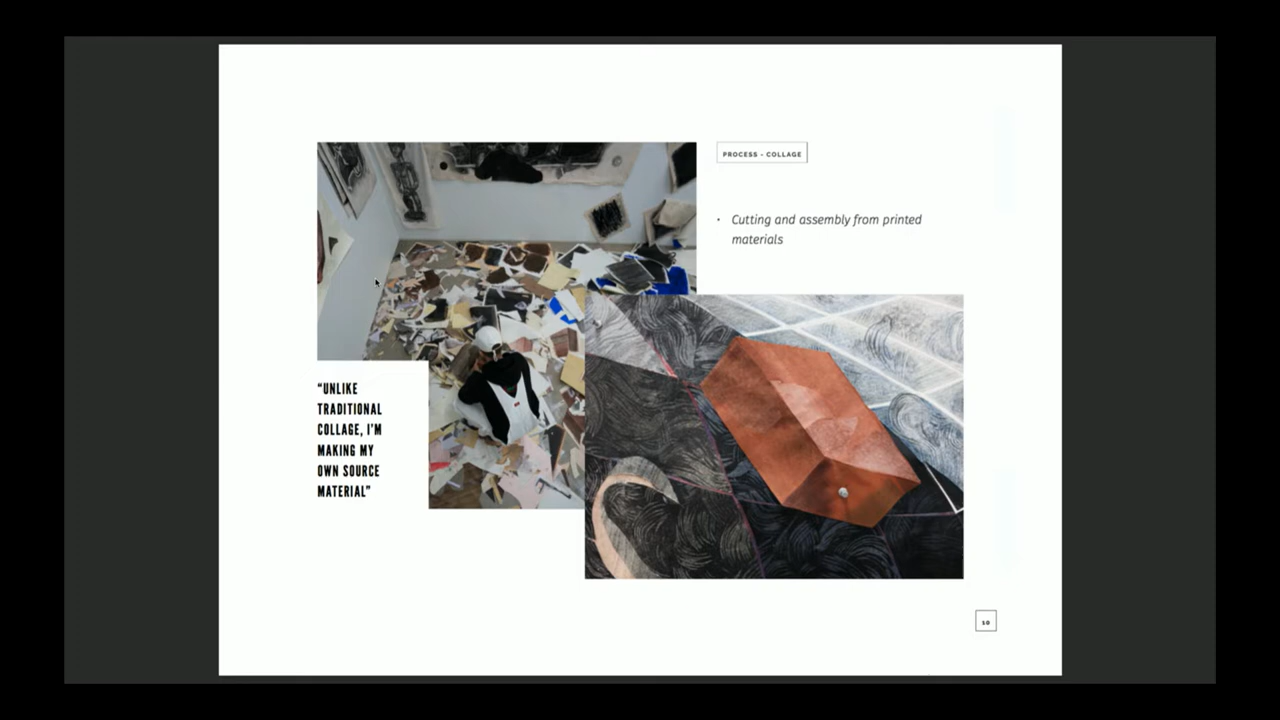 PROCESS - COLLAGE
• Cutting and assembly from printed
materials
“UNLIKE
TRADITIONAL
COLLAGE, I’M
MAKING MY
OWN SOURCE
MATERIAL”
10